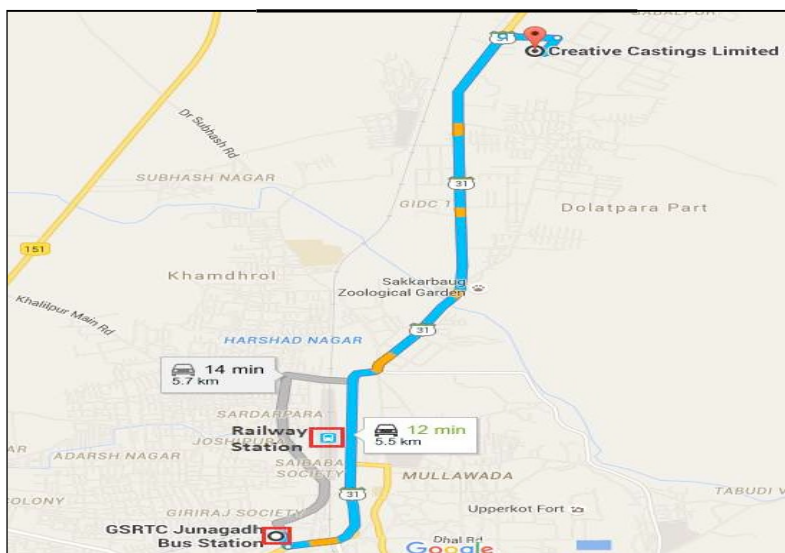 GABALPUR
31
Creative Castings Limited
Dr Subhash Rd
SUBHASH NAGAR
31
GIDC 1
Dolatpara Part
151
Khamdhrol
Sakkarbaug
Zoological Garden
Khalilpur Main Rd
31
HARSHAD NAGAR
14 min
5.7 km
SARDARPARA
Railway
Station
12 min
5.5 km
JOSHIPURA
ADARSH NAGAR
SAIBABA
SOCIETY
MULLAWADA
TABUDI V
COLONY
31
GIRIRAJ SOCIETY
Upperkot Fort
GSRTC Junagadh
Bus Station
Dhal Rd
Google